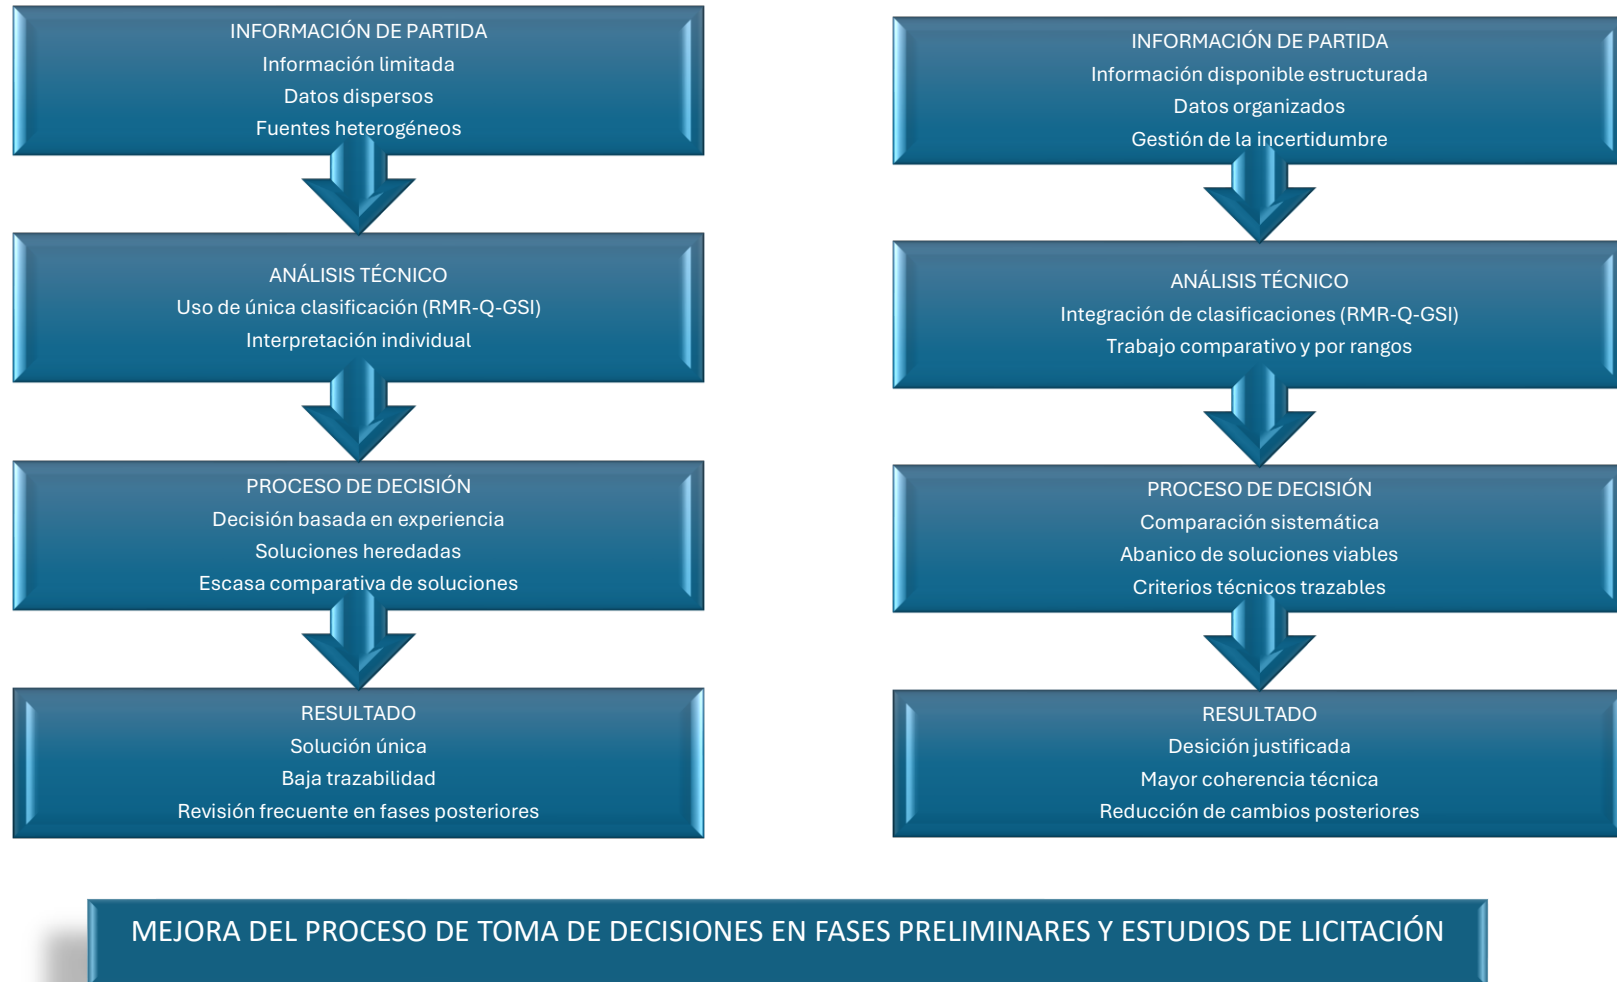 INFORMACIÓN DE PARTIDA
Información limitada
Datos dispersos
Fuentes heterogéneos
ANÁLISIS TÉCNICO
Uso de única clasificación (RMR-Q-GSI)
Interpretación individual
PROCESO DE DECISIÓN
Decisión basada en experiencia
Soluciones heredadas
Escasa comparativa de soluciones
RESULTADO
Solución única
Baja trazabilidad
Revisión frecuente en fases posteriores
INFORMACIÓN DE PARTIDA
Información disponible estructurada
Datos organizados
Gestión de la incertidumbre
ANÁLISIS TÉCNICO
Integración de clasificaciones (RMR-Q-GSI)
Trabajo comparativo y por rangos
PROCESO DE DECISIÓN
Comparación sistemática
Abanico de soluciones viables
Criterios técnicos trazables
RESULTADO
Desición justificada
Mayor coherencia técnica
Reducción de cambios posteriores
MEJORA DEL PROCESO DE TOMA DE DECISIONES EN FASES PRELIMINARES Y ESTUDIOS DE LICITACIÓN